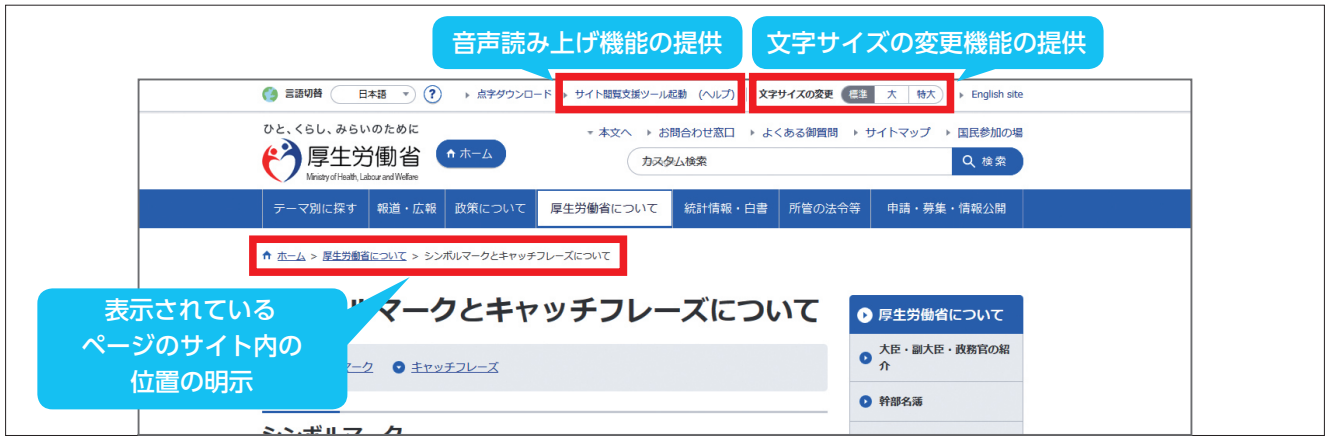 音声読み上げ機能の提供
文字サイズの変更機能の提供
言語切替 日本語 ? 点字ダウンロード サイト閲覧支援ツール起動 (ヘルプ) 文字サイズの変更 標準 大 特大 English site
ひと、くらし、みらいのために
厚生労働省
Ministry of Health, Labour and Welfare
ホーム
本文へ お問合わせ窓口 よくある御質問 サイトマップ 国民参加の場
カスタム検索 検索
テーマ別に探す 報道・広報 政策について 厚生労働省について 統計情報・白書 所管の法令等 申請・募集・情報公開
ホーム > 厚生労働省について > シンボルマークとキャッチフレーズについて
表示されている
ページのサイト内の
位置の明示
ルマークとキャッチフレーズについて
マーク キャッチフレーズ
シンボルマーク
厚生労働省について
大臣・副大臣・政務官の紹
介
幹部名簿